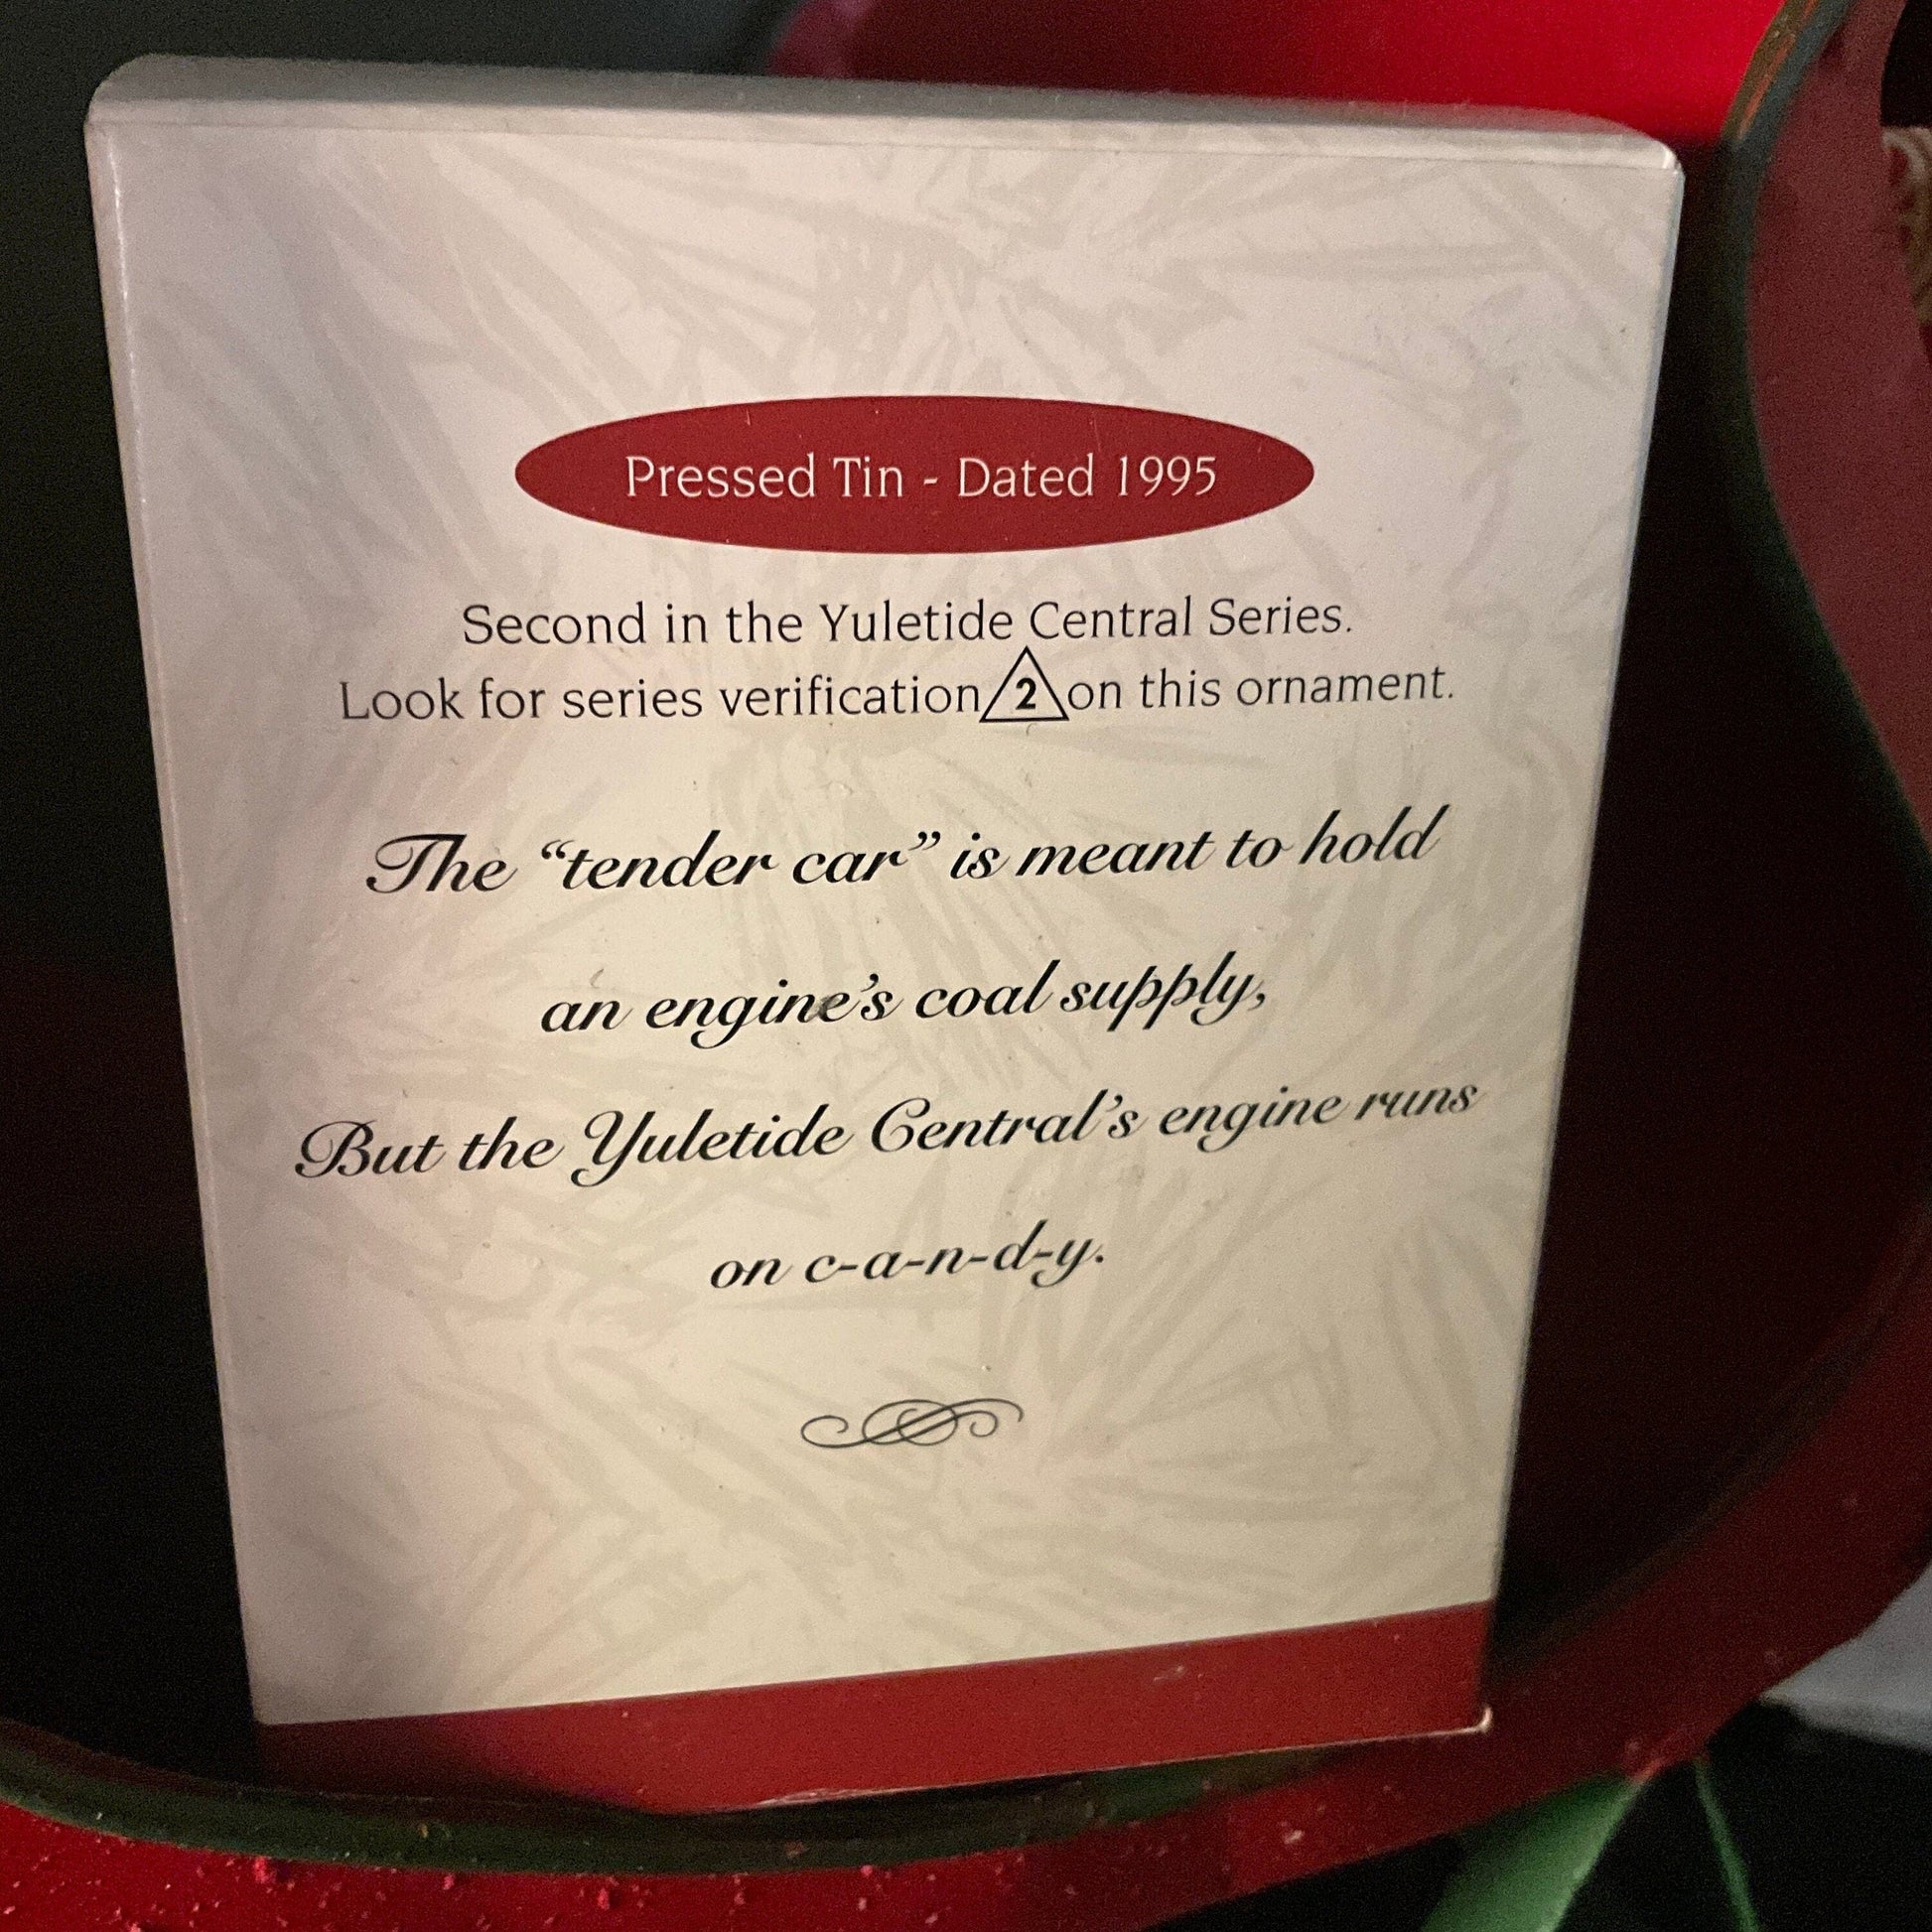 Pressed Tin - Dated 1995
Second in the Yuletide Central Series.
Look for series verification 2 on this ornament.
The “tender car” is meant to hold
an engine’s coal supply,
But the Yuletide Central’s engine runs
on c-a-n-d-y.